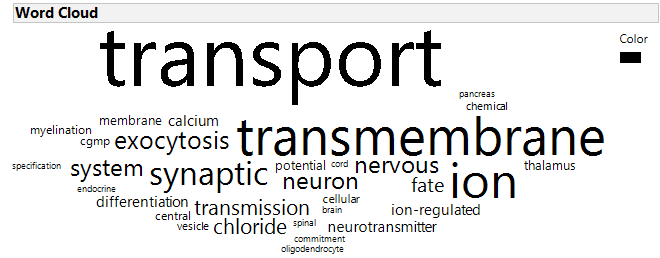 Word Cloud
Color
transport
pancreas
chemical
membrane calcium
myelination
cgmp exocytosis transmembrane
specification system synaptic potential cord nervous thalamus
endocrine neuron fate ion
differentiation transmission cellular
central brain ion-regulated
vesicle chloride spinal neurotransmitter
commitment
oligodendrocyte